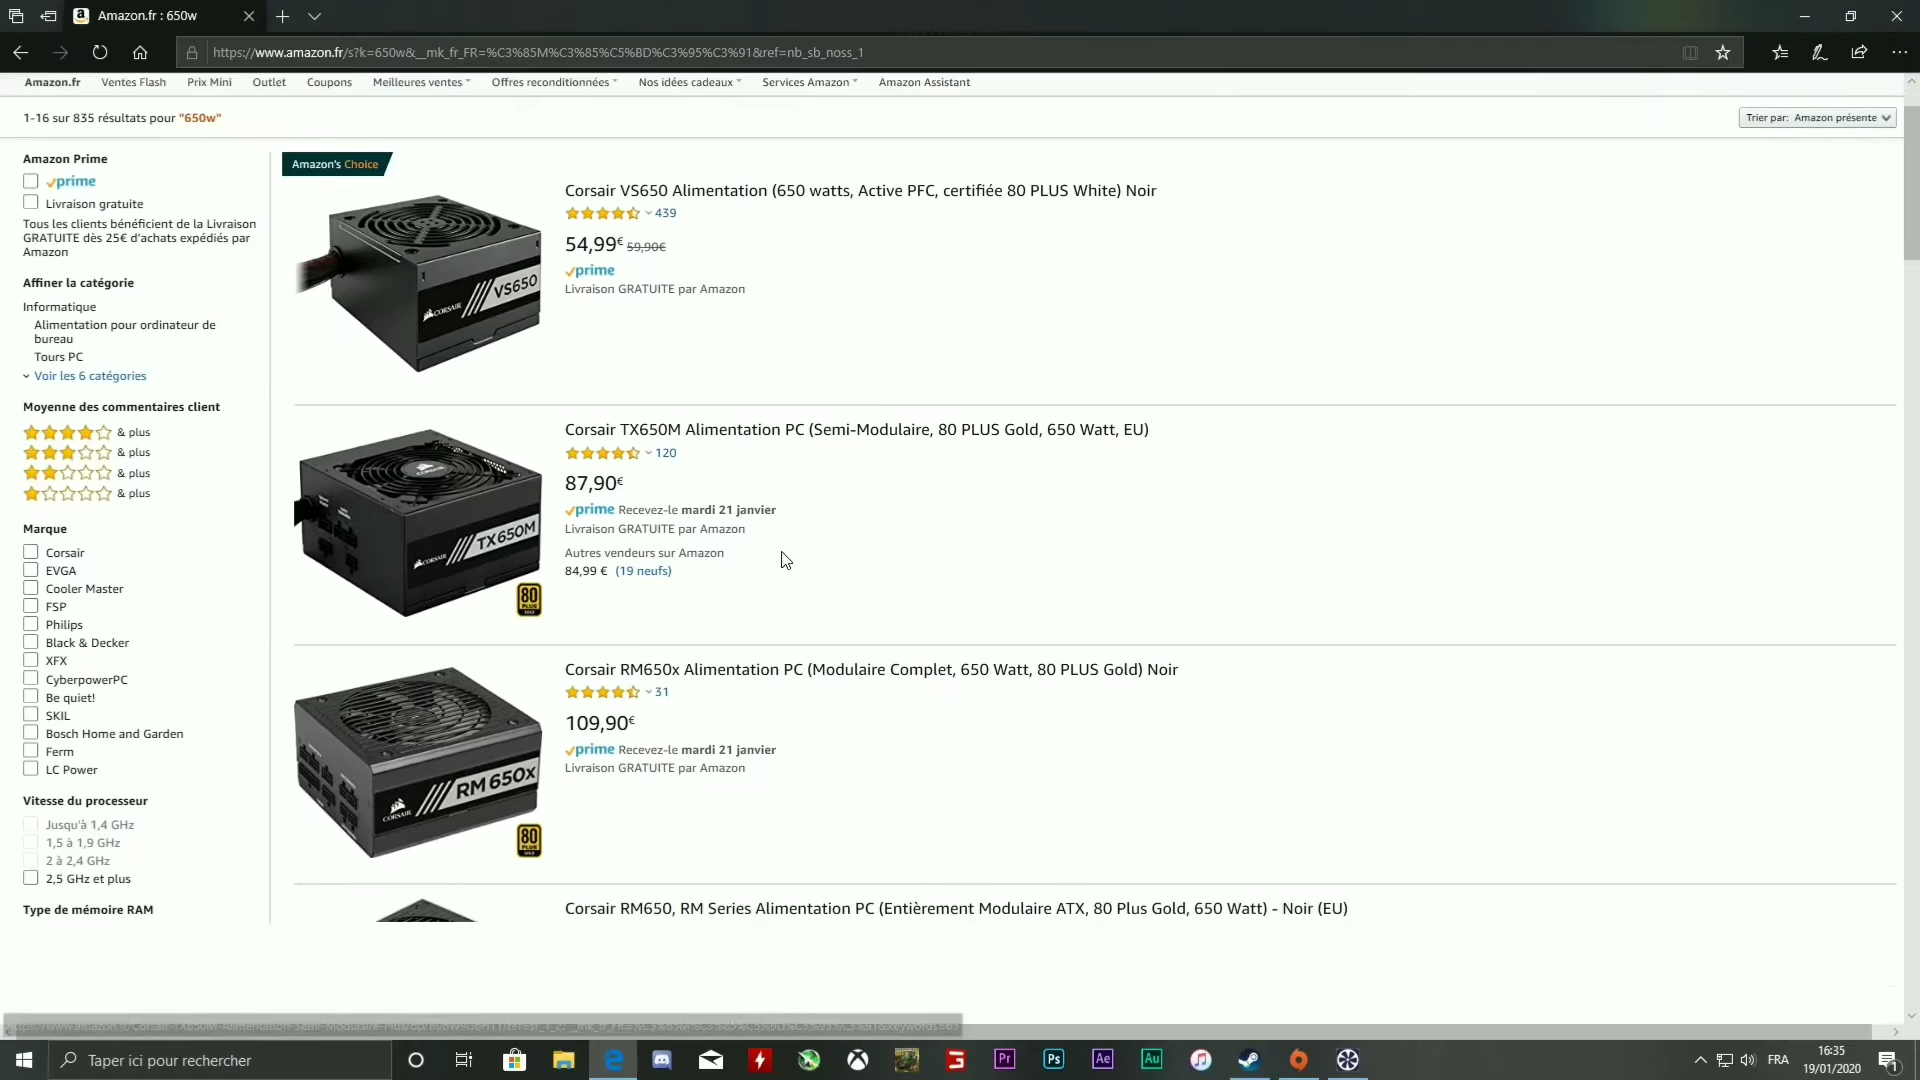 Amazon.fr : 650w
https://www.amazon.fr/s?k=650w&__mk_fr_FR=%C3%85M%C3%85%C5%BD%C3%95%C3%91&ref=nb_sb_noss_1
Amazon.fr Ventes Flash Prix Mini Outlet Coupons Meilleures ventes Offres reconditionnées Nos idées cadeaux Services Amazon Amazon Assistant
1-16 sur 835 résultats pour "650w"
Trier par: Amazon présente
Amazon Prime
prime
Livraison gratuite
Tous les clients bénéficient de la Livraison
GRATUITE dès 25€ d'achats expédiés par
Amazon
Affiner la catégorie
Informatique
Alimentation pour ordinateur de
bureau
Tours PC
Voir les 6 catégories
Moyenne des commentaires client
& plus
& plus
& plus
& plus
Marque
Corsair
EVGA
Cooler Master
FSP
Philips
Black & Decker
XFX
CyberpowerPC
Be quiet!
SKIL
Bosch Home and Garden
Ferm
LC Power
Vitesse du processeur
Jusqu'à 1,4 GHz
1,5 à 1,9 GHz
2 à 2,4 GHz
2,5 GHz et plus
Type de mémoire RAM
Amazon's Choice
CORSAIR VS650
Corsair VS650 Alimentation (650 watts, Active PFC, certifiée 80 PLUS White) Noir
439
54,99€ 59,90€
prime
Livraison GRATUITE par Amazon
CORSAIR
CORSAIR TX650M
80
PLUS
GOLD
Corsair TX650M Alimentation PC (Semi-Modulaire, 80 PLUS Gold, 650 Watt, EU)
120
87,90€
prime Recevez-le mardi 21 janvier
Livraison GRATUITE par Amazon
Autres vendeurs sur Amazon
84,99 € (19 neufs)
CORSAIR RM650x
80
PLUS
GOLD
Corsair RM650x Alimentation PC (Modulaire Complet, 650 Watt, 80 PLUS Gold) Noir
31
109,90€
prime Recevez-le mardi 21 janvier
Livraison GRATUITE par Amazon
Corsair RM650, RM Series Alimentation PC (Entièrement Modulaire ATX, 80 Plus Gold, 650 Watt) - Noir (EU)
Taper ici pour rechercher
Pr
Ps
Ae
Au
FRA
16:35
19/01/2020
1